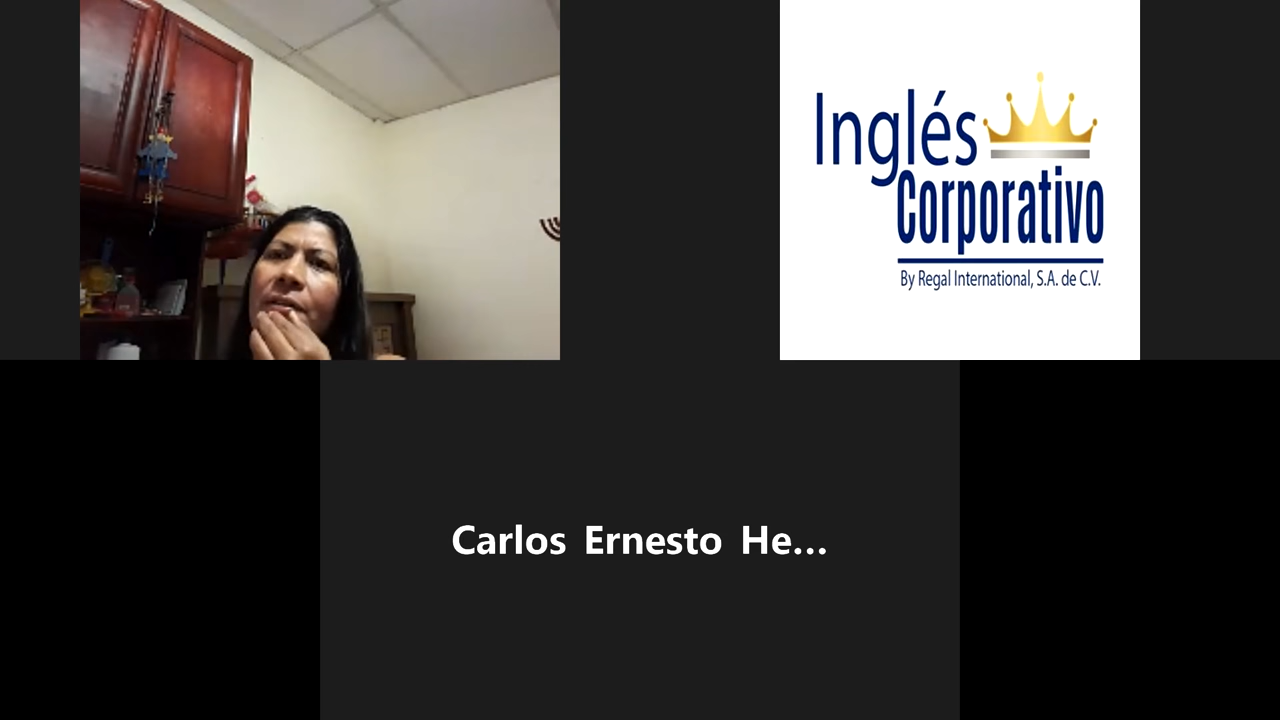 Inglés
Corporativo
By Regal International, S.A. de C.V.
Carlos Ernesto He...